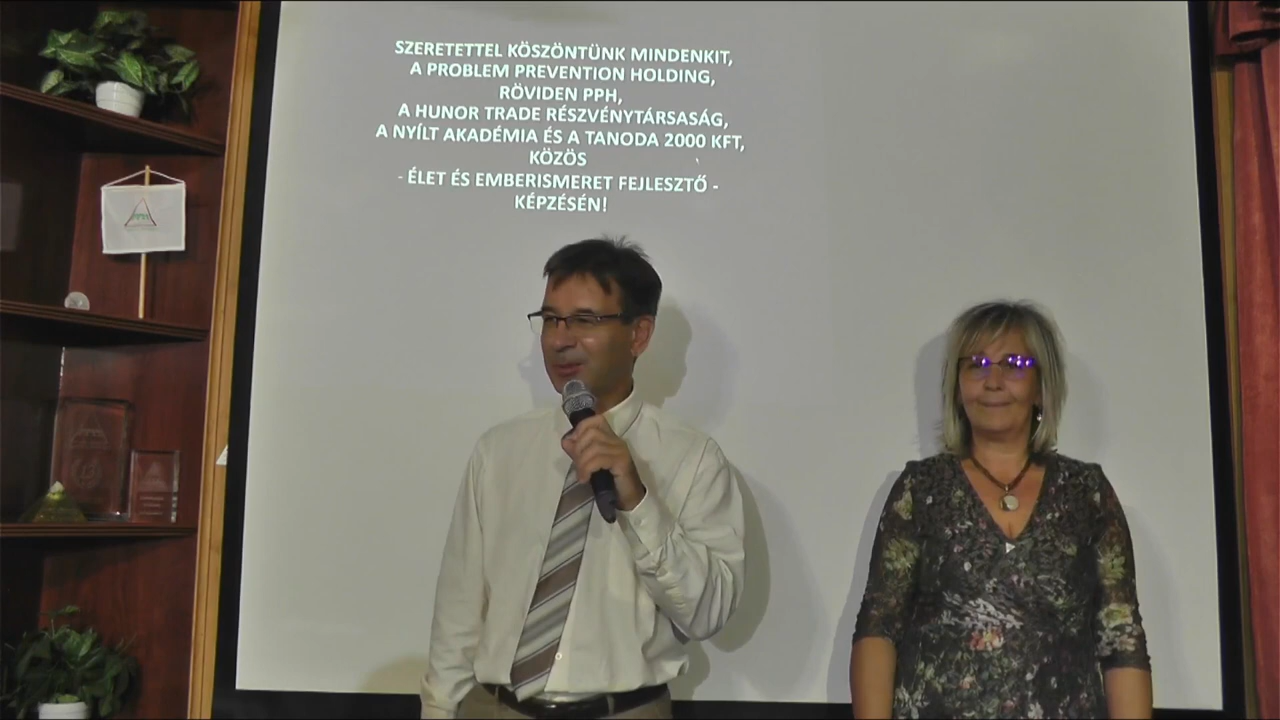 SZERETETTEL KÖSZÖNTÜNK MINDENKIT,
A PROBLEM PREVENTION HOLDING,
RÖVIDEN PPH,
A HUNOR TRADE RÉSZVÉNYTÁRSASÁG,
A NYÍLT AKADÉMIA ÉS A TANODA 2000 KFT,
KÖZÖS
- ÉLET ÉS EMBERISMERET FEJLESZTŐ -
KÉPZÉSÉN!